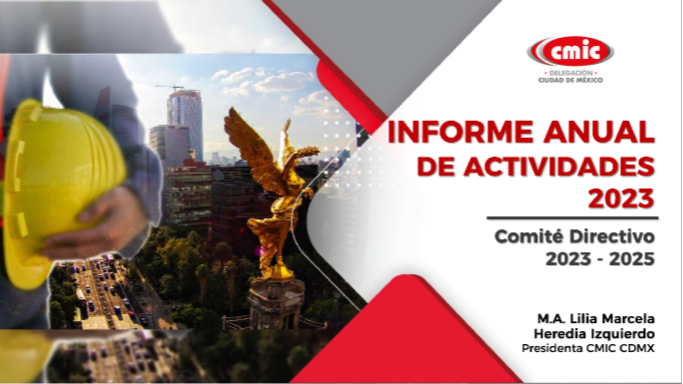 cmic
• DELEGACIÓN •
CIUDAD DE MÉXICO
INFORME ANUAL
DE ACTIVIDADES
2023
Comité Directivo
2023 - 2025
M.A. Lilia Marcela
Heredia Izquierdo
Presidenta CMIC CDMX